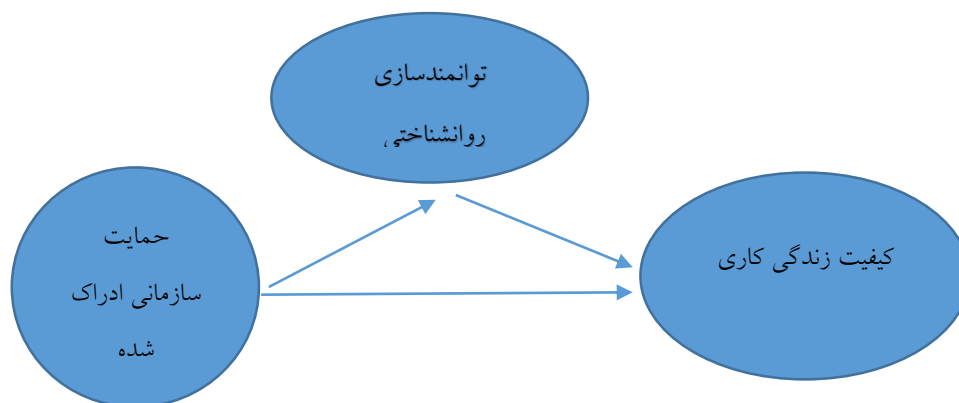 توانمندسازی
روانشناختی
حمایت
سازمانی ادراک
شده
کیفیت زندگی کاری